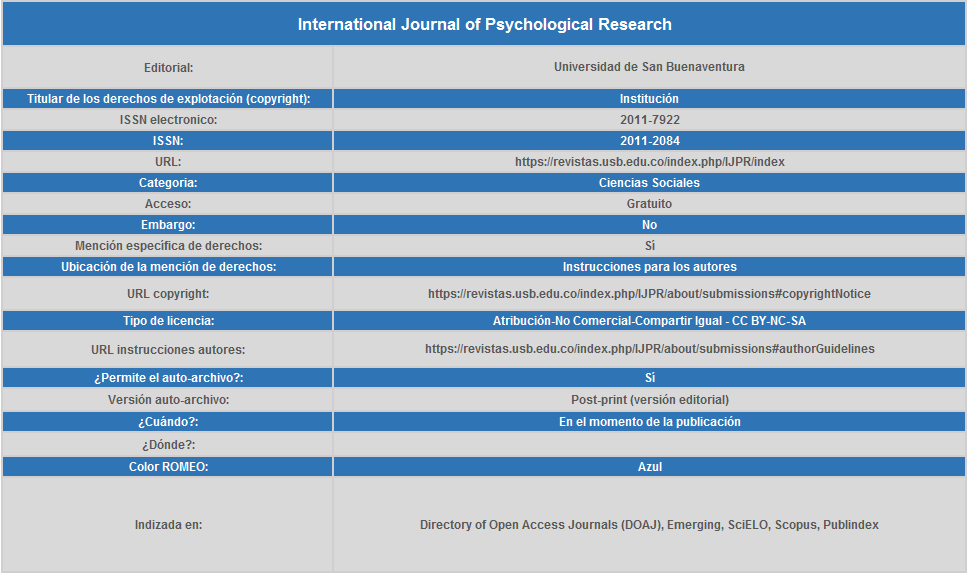 International Journal of Psychological Research
Editorial: Universidad de San Buenaventura
Titular de los derechos de explotación (copyright): Institución
ISSN electronico: 2011-7922
ISSN: 2011-2084
URL: https://revistas.usb.edu.co/index.php/IJPR/index
Categoria: Ciencias Sociales
Acceso: Gratuito
Embargo: No
Mención específica de derechos: Si
Ubicación de la mención de derechos: Instrucciones para los autores
URL copyright: https://revistas.usb.edu.co/index.php/IJPR/about/submissions#copyrightNotice
Tipo de licencia: Atribución-No Comercial-Compartir Igual - CC BY-NC-SA
URL instrucciones autores: https://revistas.usb.edu.co/index.php/IJPR/about/submissions#authorGuidelines
¿Permite el auto-archivo?: Si
Versión auto-archivo: Post-print (versión editorial)
¿Cuándo?: En el momento de la publicación
¿Dónde?:
Color ROMEO: Azul
Indizada en: Directory of Open Access Journals (DOAJ), Emerging, SciELO, Scopus, Publindex